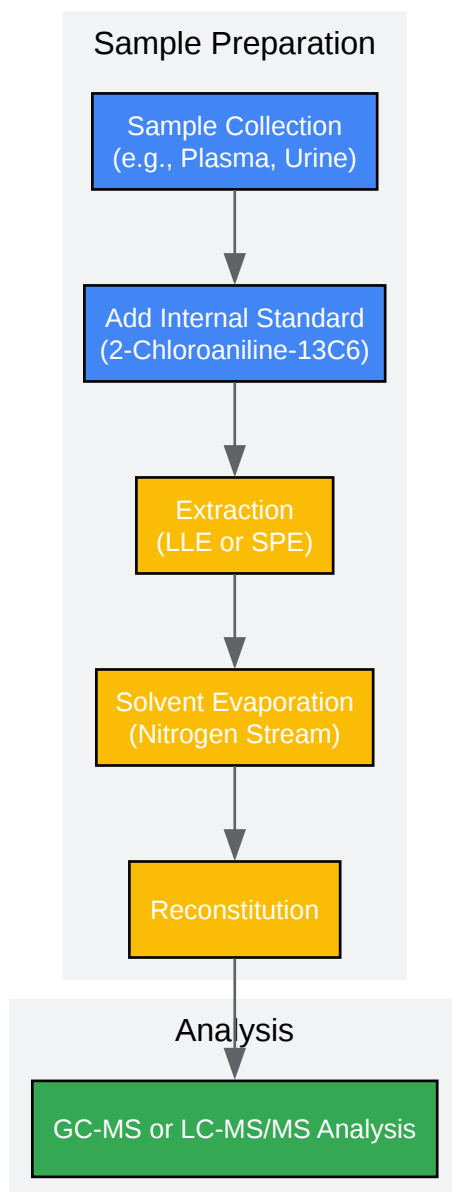 Sample Preparation
Sample Collection
(e.g., Plasma, Urine)
Add Internal Standard
(2-Chloroaniline-13C6)
Extraction
(LLE or SPE)
Solvent Evaporation
(Nitrogen Stream)
Reconstitution
Analysis
GC-MS or LC-MS/MS Analysis